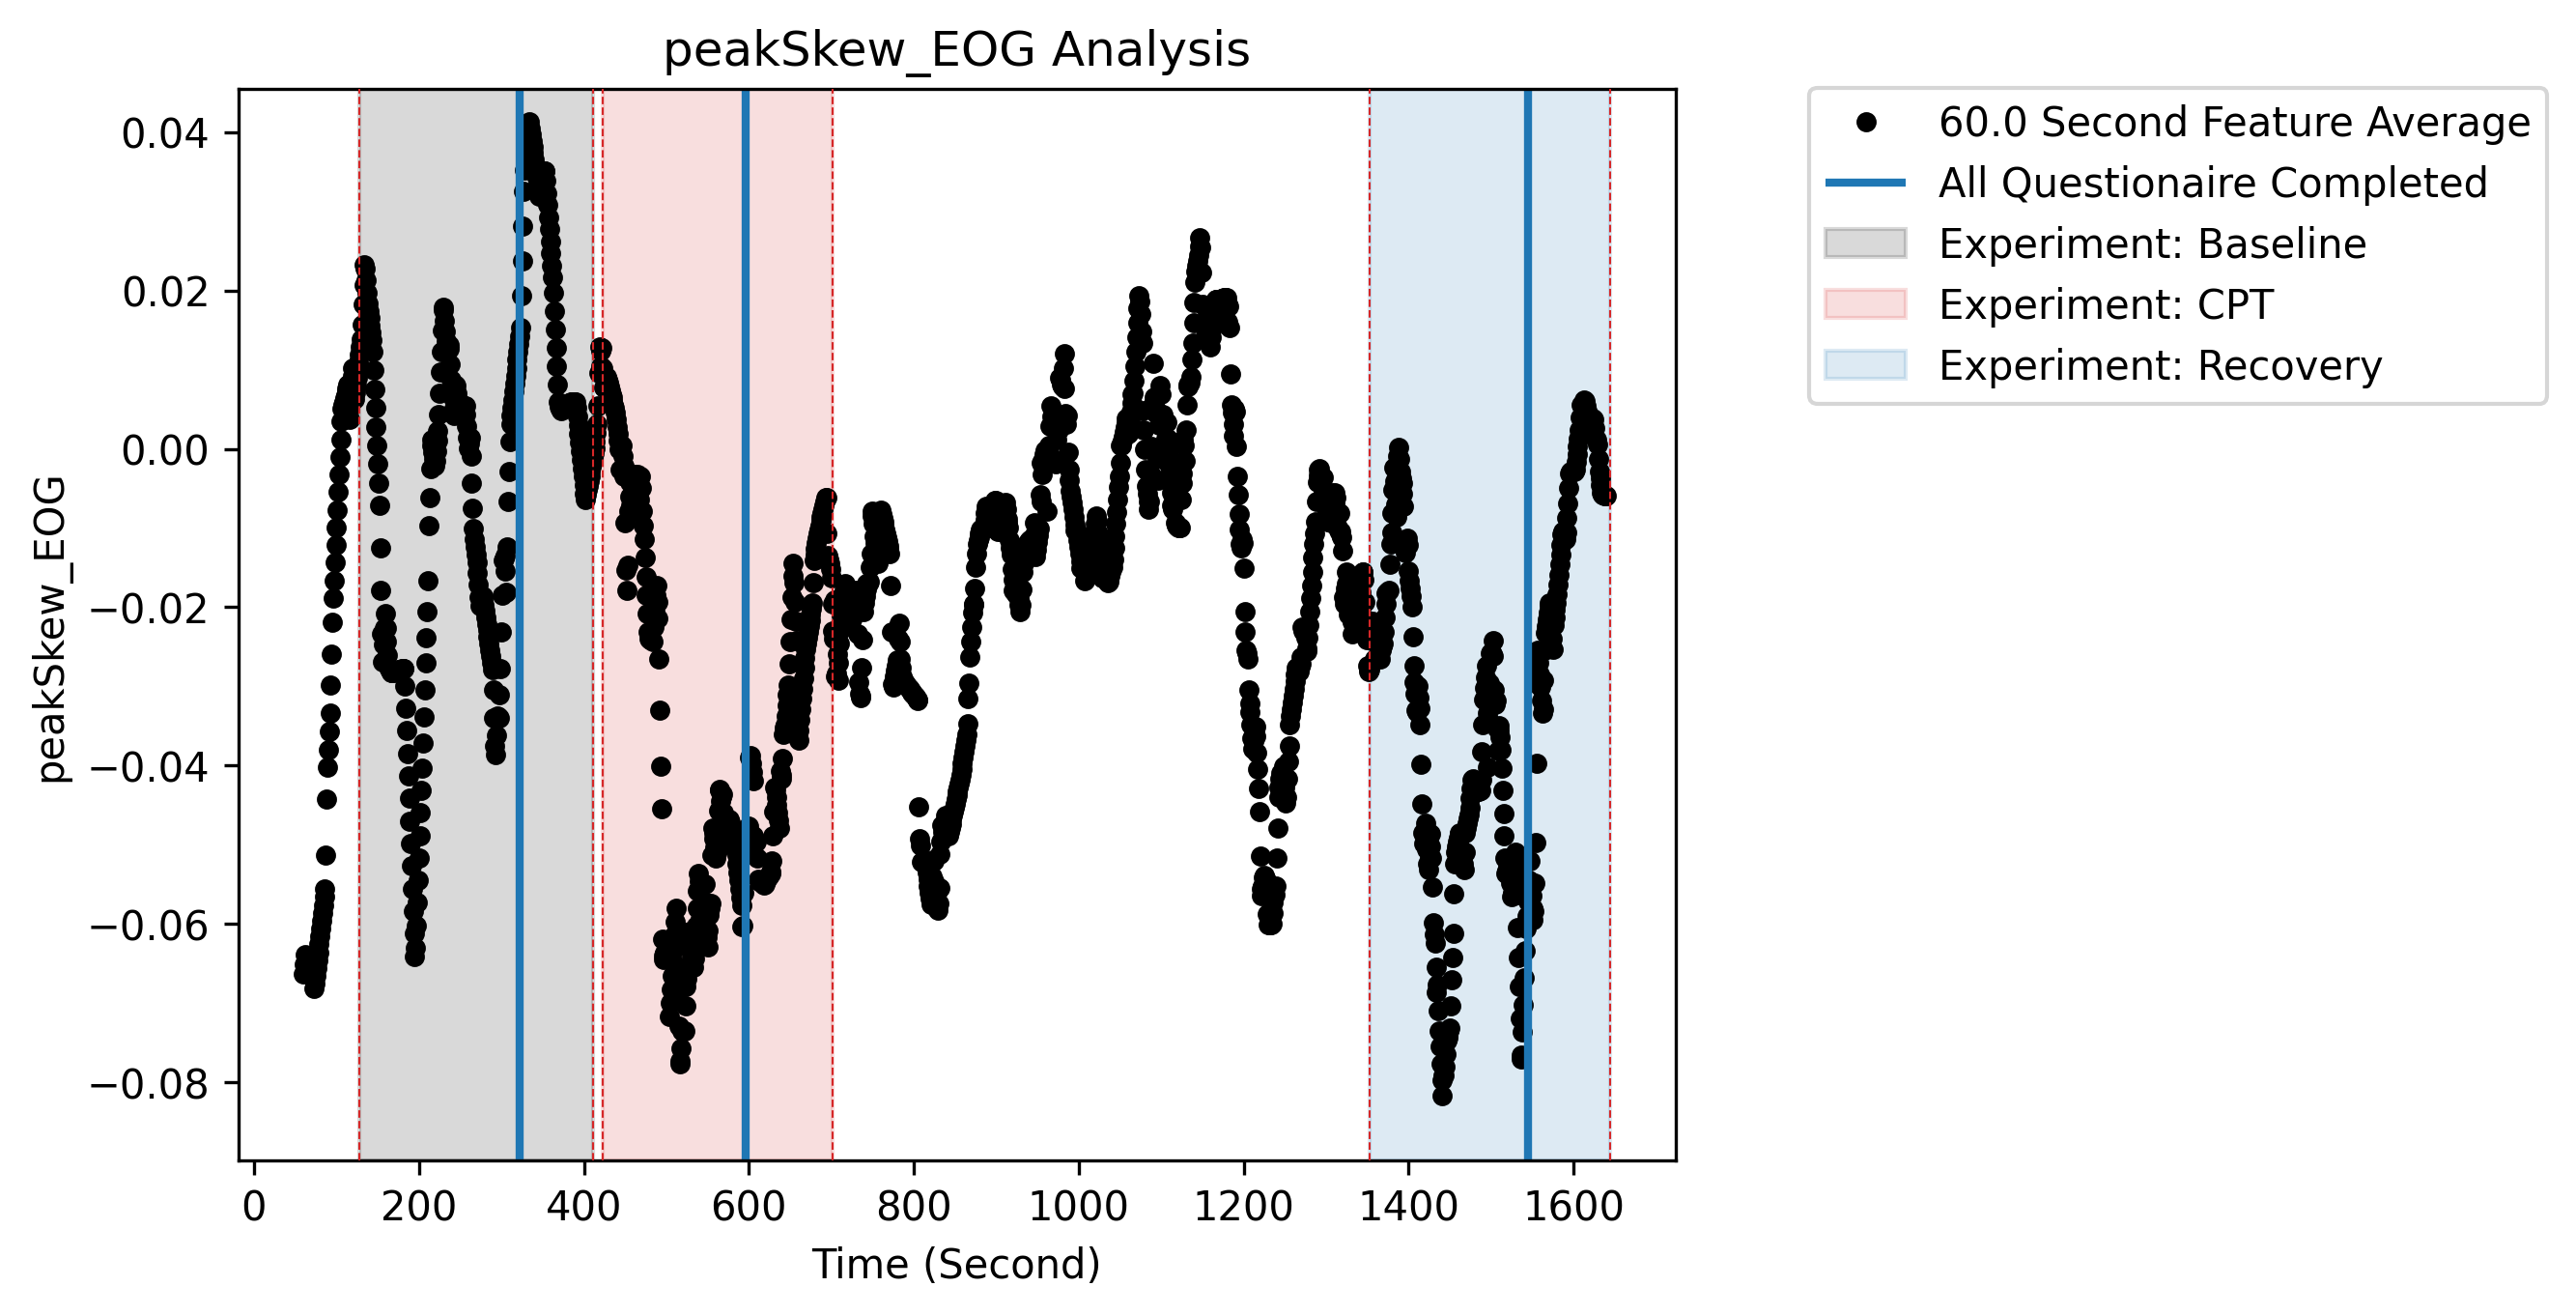 peakSkew_EOG Analysis
60.0 Second Feature Average
All Questionaire Completed
Experiment: Baseline
Experiment: CPT
Experiment: Recovery
peakSkew_EOG
0.04
0.02
0.00
−0.02
−0.04
−0.06
−0.08
0 200 400 600 800 1000 1200 1400 1600
Time (Second)